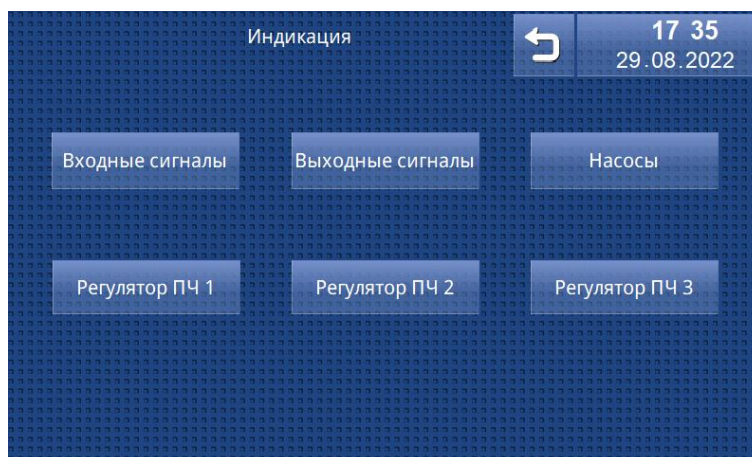 Индикация
17 35
29.08.2022
Входные сигналы
Выходные сигналы
Насосы
Регулятор ПЧ 1
Регулятор ПЧ 2
Регулятор ПЧ 3